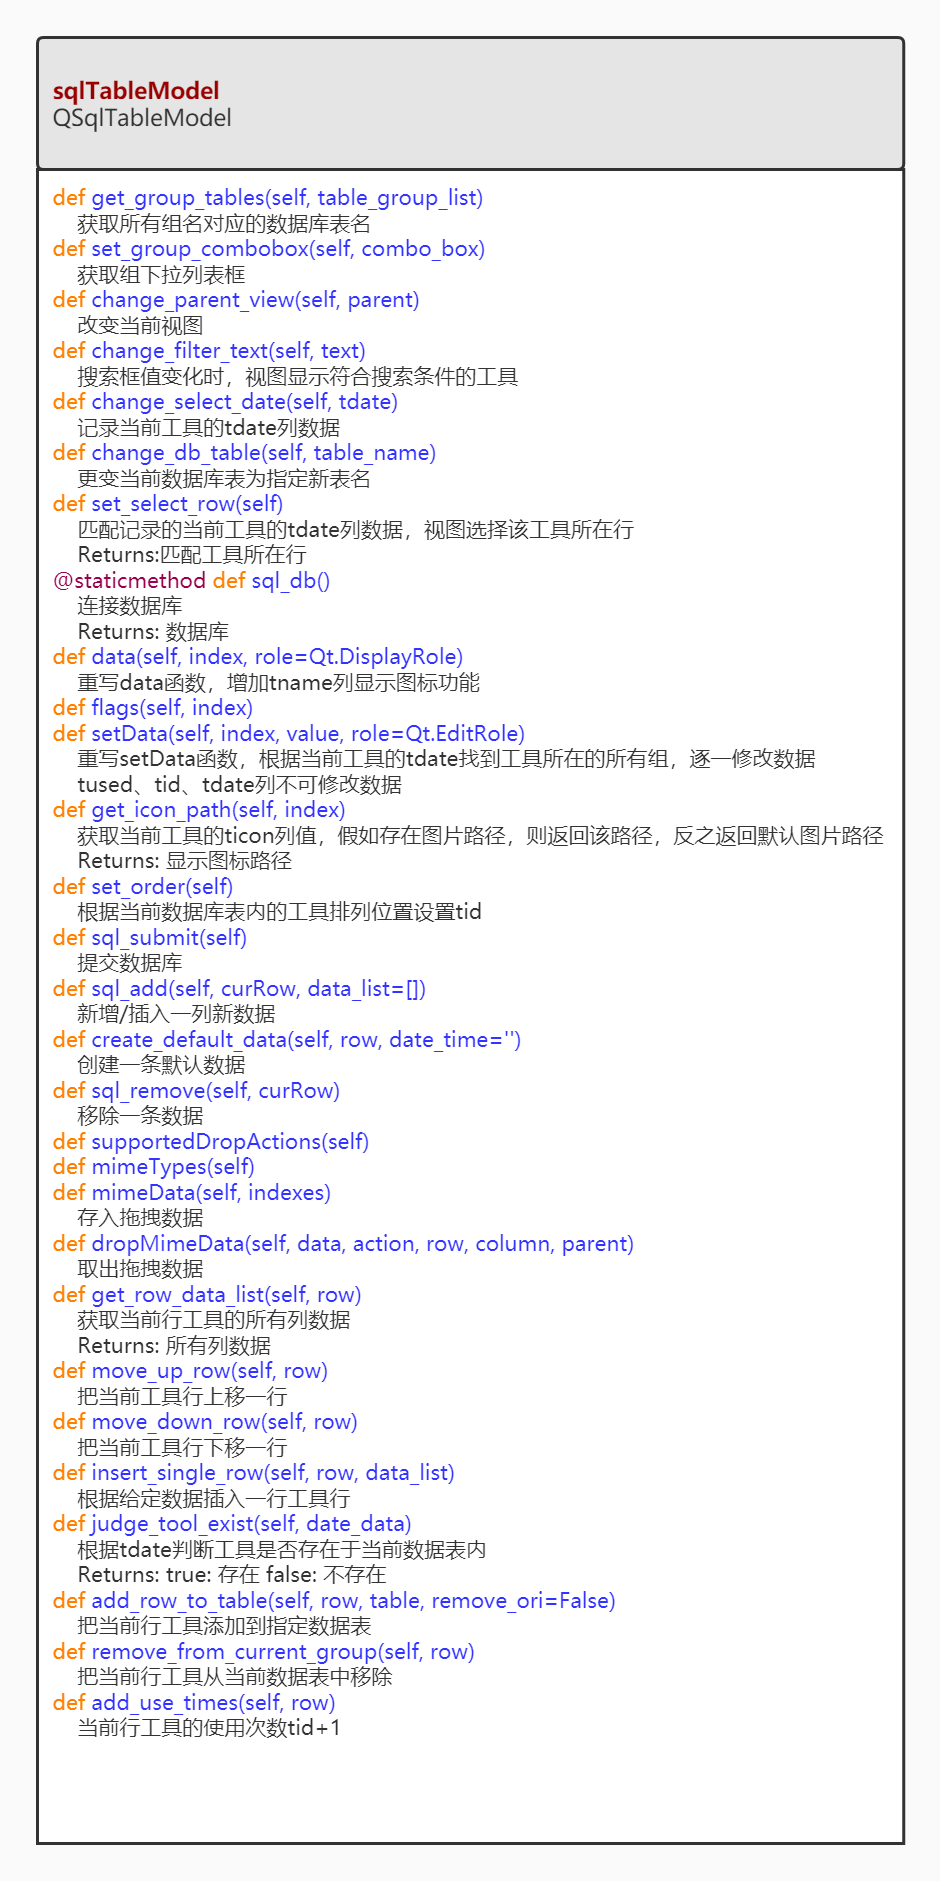 sqlTableModel
QSqlTableModel
def get_group_tables(self, table_group_list)
获取所有组名对应的数据库表名
def set_group_combobox(self, combo_box)
获取组下拉列表框
def change_parent_view(self, parent)
改变当前视图
def change_filter_text(self, text)
搜索框值变化时，视图显示符合搜索条件的工具
def change_select_date(self, tdate)
记录当前工具的tdate列数据
def change_db_table(self, table_name)
更变当前数据库表为指定新表名
def set_select_row(self)
匹配记录的当前工具的tdate列数据，视图选择该工具所在行
Returns:匹配工具所在行
@staticmethod def sql_db()
连接数据库
Returns: 数据库
def data(self, index, role=Qt.DisplayRole)
重写data函数，增加tname列显示图标功能
def flags(self, index)
def setData(self, index, value, role=Qt.EditRole)
重写setData函数，根据当前工具的tdate找到工具所在的所有组，逐一修改数据
tused、tid、tdate列不可修改数据
def get_icon_path(self, index)
获取当前工具的ticon列值，假如存在图片路径，则返回该路径，反之返回默认图片路径
Returns: 显示图标路径
def set_order(self)
根据当前数据库表内的工具排列位置设置tid
def sql_submit(self)
提交数据库
def sql_add(self, curRow, data_list=[])
新增/插入一列新数据
def create_default_data(self, row, date_time='')
创建一条默认数据
def sql_remove(self, curRow)
移除一条数据
def supportedDropActions(self)
def mimeTypes(self)
def mimeData(self, indexes)
存入拖拽数据
def dropMimeData(self, data, action, row, column, parent)
取出拖拽数据
def get_row_data_list(self, row)
获取当前行工具的所有列数据
Returns: 所有列数据
def move_up_row(self, row)
把当前工具行上移一行
def move_down_row(self, row)
把当前工具行下移一行
def insert_single_row(self, row, data_list)
根据给定数据插入一行工具行
def judge_tool_exist(self, date_data)
根据tdate判断工具是否存在于当前数据表内
Returns: true: 存在 false: 不存在
def add_row_to_table(self, row, table, remove_ori=False)
把当前行工具添加到指定数据表
def remove_from_current_group(self, row)
把当前行工具从当前数据表中移除
def add_use_times(self, row)
当前行工具的使用次数tid+1